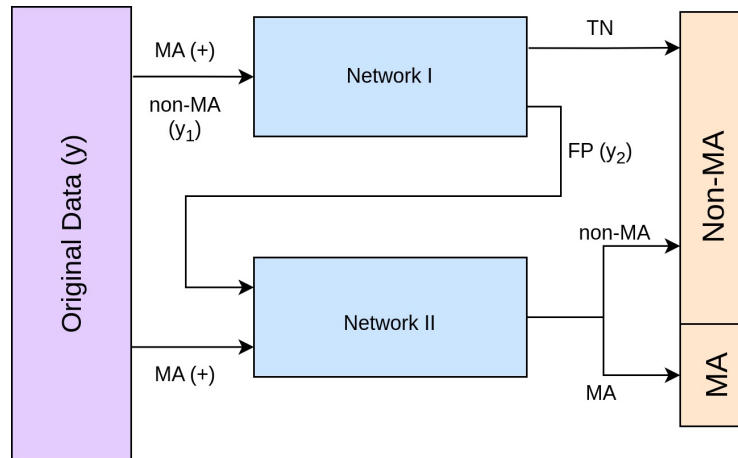 Original Data (y)
MA (+)
non-MA
(y₁)
Network I
TN
FP (y₂)
Non-MA
non-MA
Network II
MA (+)
MA
MA